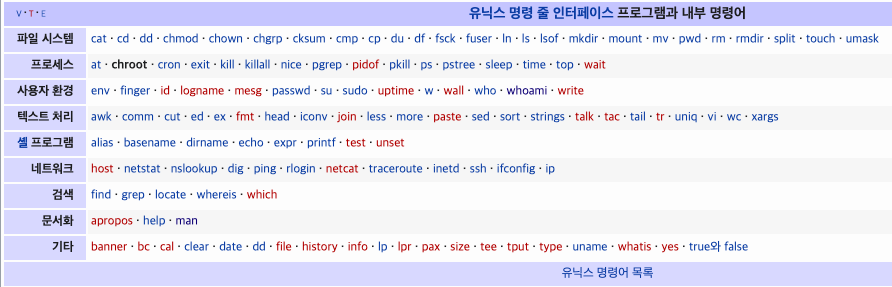 V · T · E 유닉스 명령 줄 인터페이스 프로그램과 내부 명령어
파일 시스템 cat · cd · dd · chmod · chown · chgrp · cksum · cmp · cp · du · df · fsck · fuser · ln · ls · lsof · mkdir · mount · mv · pwd · rm · rmdir · split · touch · umask
프로세스 at · chroot · cron · exit · kill · killall · nice · pgrep · pidof · pkill · ps · pstree · sleep · time · top · wait
사용자 환경 env · finger · id · logname · mesg · passwd · su · sudo · uptime · w · wall · who · whoami · write
텍스트 처리 awk · comm · cut · ed · ex · fmt · head · iconv · join · less · more · paste · sed · sort · strings · talk · tac · tail · tr · uniq · vi · wc · xargs
셸 프로그램 alias · basename · dirname · echo · expr · printf · test · unset
네트워크 host · netstat · nslookup · dig · ping · rlogin · netcat · traceroute · inetd · ssh · ifconfig · ip
검색 find · grep · locate · whereis · which
문서화 apropos · help · man
기타 banner · bc · cal · clear · date · dd · file · history · info · lp · lpr · pax · size · tee · tput · type · uname · whatis · yes · true와 false
유닉스 명령어 목록